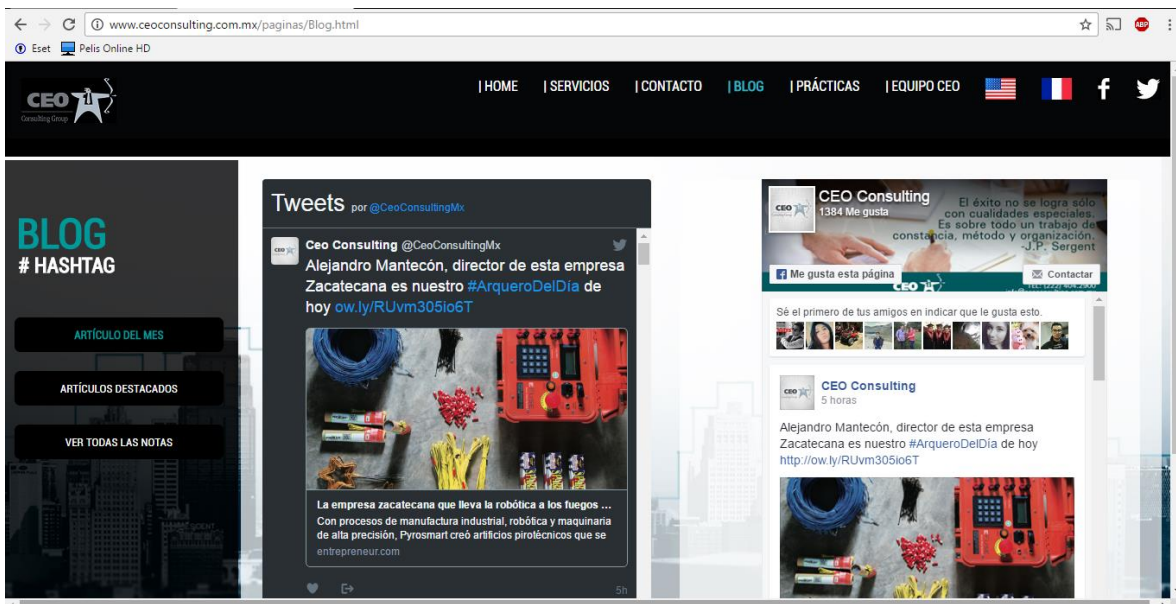 www.ceoconsulting.com.mx/paginas/Blog.html
ABP
Eset Pelis Online HD
CEO
Consulting Group
| HOME | SERVICIOS | CONTACTO | BLOG | PRÁCTICAS | EQUIPO CEO
BLOG
# HASHTAG
ARTÍCULO DEL MES
ARTÍCULOS DESTACADOS
VER TODAS LAS NOTAS
Tweets por @CeoConsultingMx
Ceo Consulting @CeoConsultingMx
Alejandro Mantecón, director de esta empresa
Zacatecana es nuestro #ArqueroDelDía de
hoy ow.ly/RUvm305io6T
La empresa zacatecana que lleva la robótica a los fuegos ...
Con procesos de manufactura industrial, robótica y maquinaria
de alta precisión, Pyrosmart creó artificios pirotécnicos que se
entrepreneur.com
5h
CEO Consulting
1384 Me gusta
El éxito no se logra sólo
con cualidades especiales.
Es sobre todo un trabajo de
constancia, método y organización.
-J.P. Sergent
Me gusta esta página
Contactar
CEO
Sé el primero de tus amigos en indicar que le gusta esto.
CEO
CEO Consulting
5 horas
Alejandro Mantecón, director de esta empresa
Zacatecana es nuestro #ArqueroDelDía de hoy
http://ow.ly/RUvm305io6T